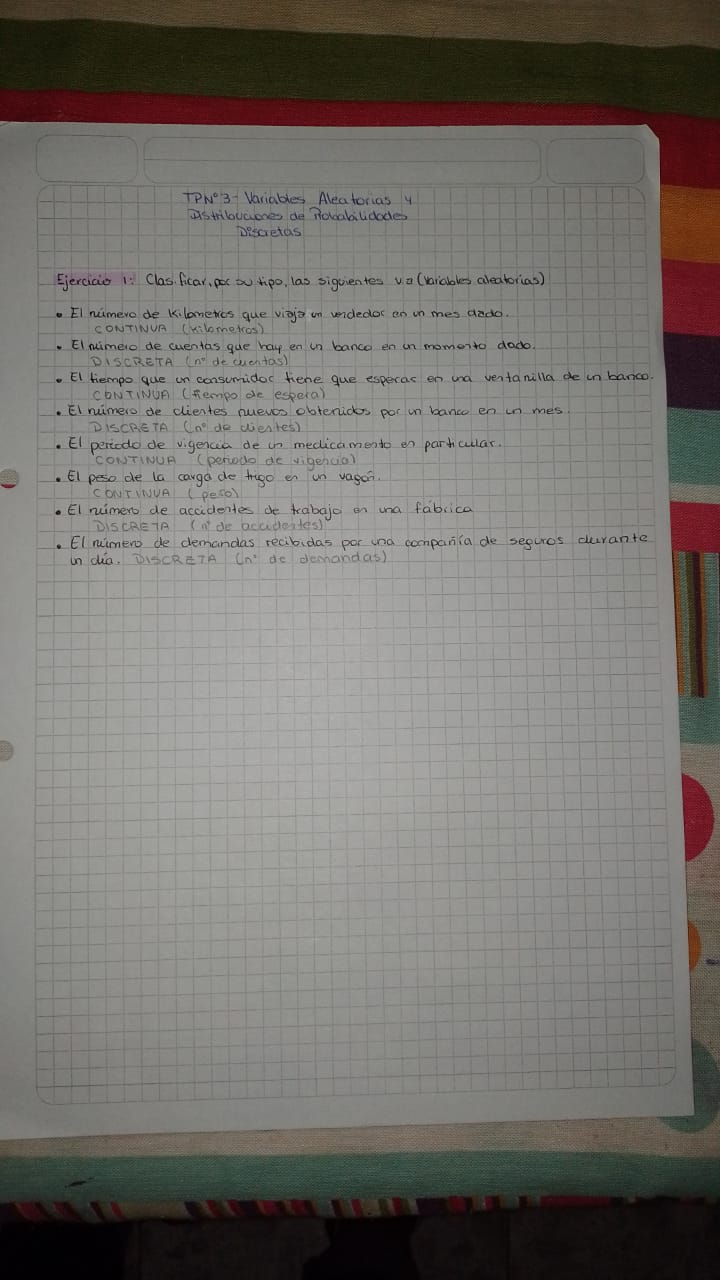 TPN°3 - Variables Aleatorias y
Distribuciones de Probabilidades
Discretas
Ejercicio 1: Clasificar, por su tipo, las siguientes va (variables aleatorias)
• El número de Kilometros que viaja un vendedor en un mes dado.
CONTINUA (kilometros)
• El número de cuentas que hay en un banco en un momento dado.
DISCRETA (n° de cuentas)
• El tiempo que un consumidor tiene que esperar en una ventanilla de un banco.
CONTINUA (tiempo de espera)
• El número de clientes nuevos obtenidos por un banco en un mes.
DISCRETA (n° de clientes)
• El periodo de vigencia de un medicamento en particular.
CONTINUA (periodo de vigencia)
• El peso de la carga de trigo en un vagón.
CONTINUA (peso)
• El número de accidentes de trabajo en una fábrica
DISCRETA (n° de accidentes)
• El número de demandas recibidas por una compañía de seguros durante
un día. DISCRETA (n° de demandas)